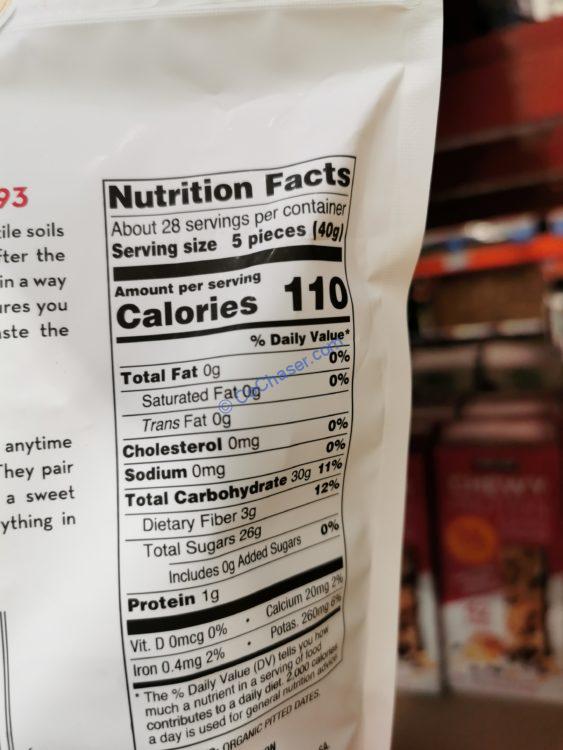 93
ile soils
fter the
in a way
ures you
aste the
anytime
They pair
a sweet
ything in
Nutrition Facts
About 28 servings per container
Serving size 5 pieces (40g)
Amount per serving
Calories 110
% Daily Value*
Total Fat 0g 0%
Saturated Fat 0g 0%
Trans Fat 0g
Cholesterol 0mg 0%
Sodium 0mg 0%
Total Carbohydrate 30g 11%
Dietary Fiber 3g 12%
Total Sugars 26g
Includes 0g Added Sugars 0%
Protein 1g
Vit. D 0mcg 0% • Calcium 20mg 2%
Iron 0.4mg 2% • Potas. 260mg 6%
* The % Daily Value (DV) tells you how
much a nutrient in a serving of food
contributes to a daily diet. 2,000 calories
a day is used for general nutrition advice.
ORGANIC PITTED DATES.
© CoChaser.com